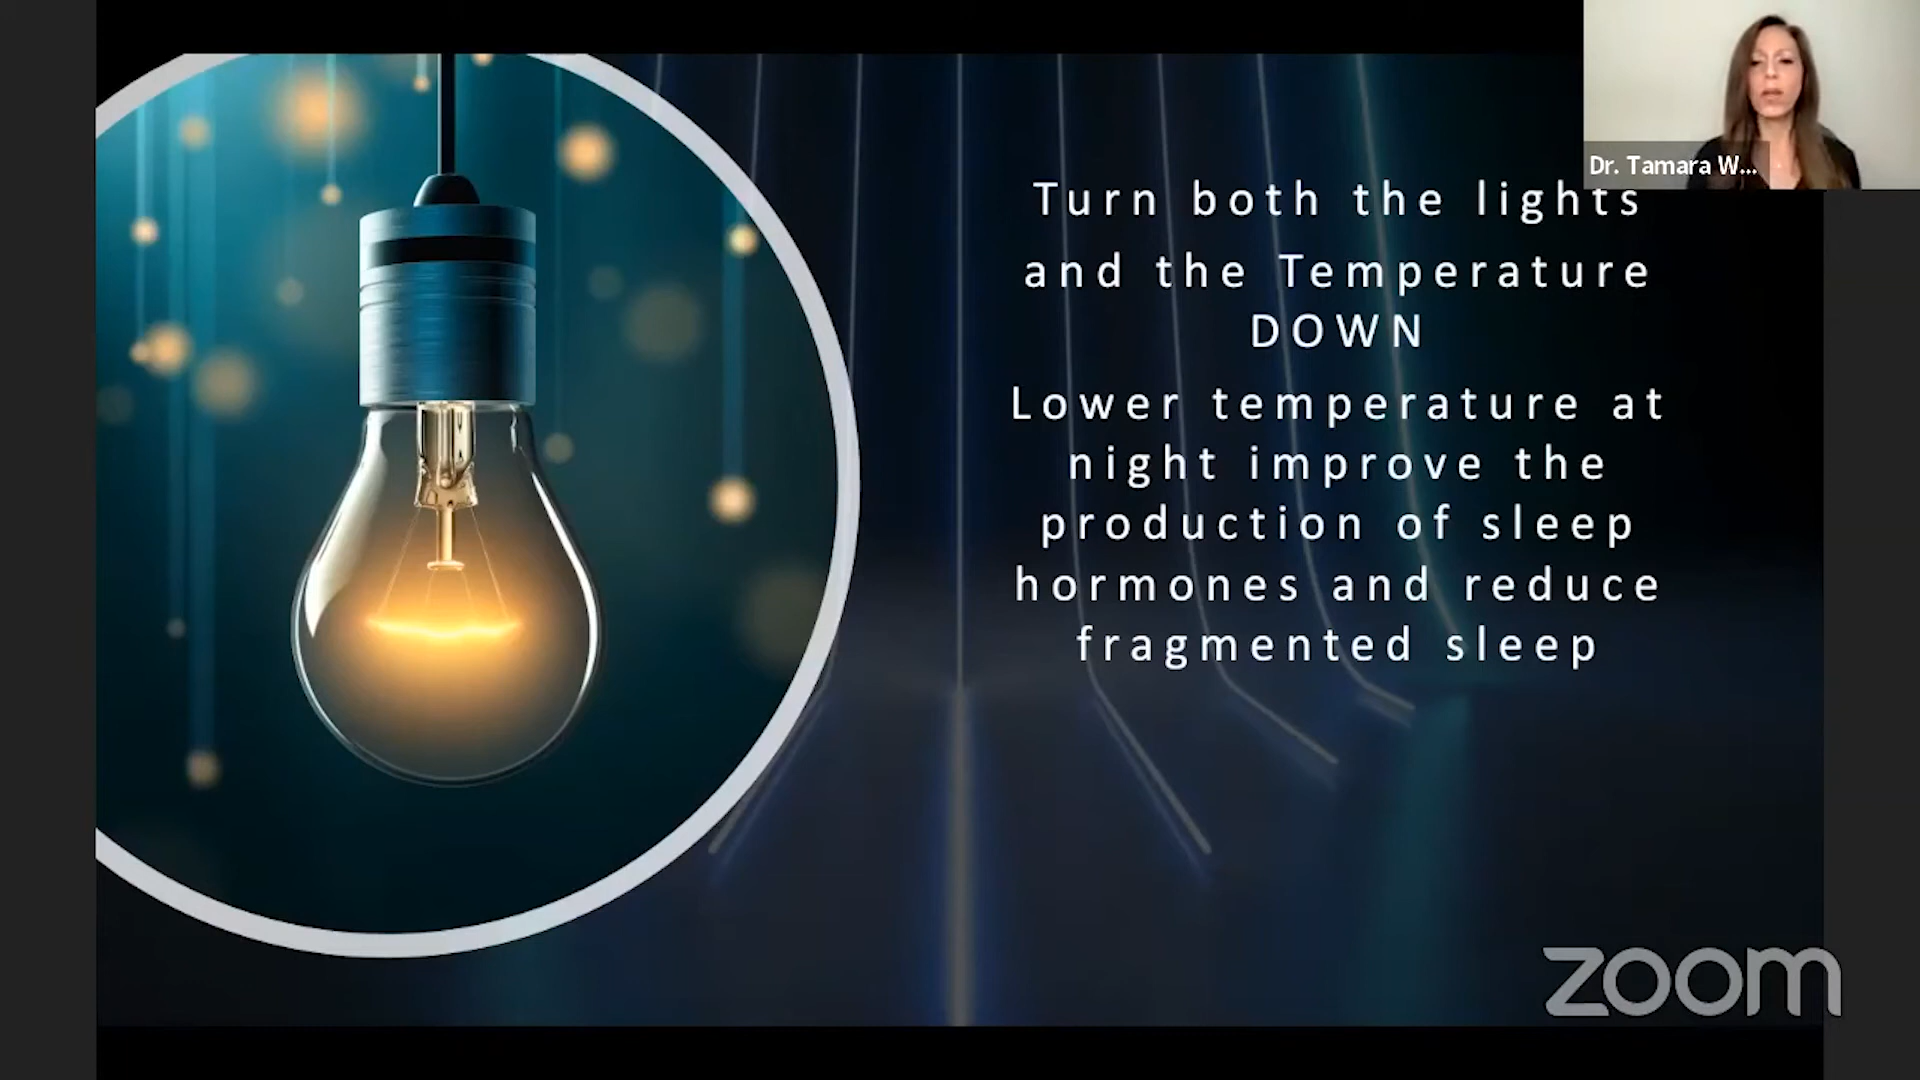 Dr. Tamara W...
Turn both the lights
and the Temperature
DOWN
Lower temperature at
night improve the
production of sleep
hormones and reduce
fragmented sleep
zoom